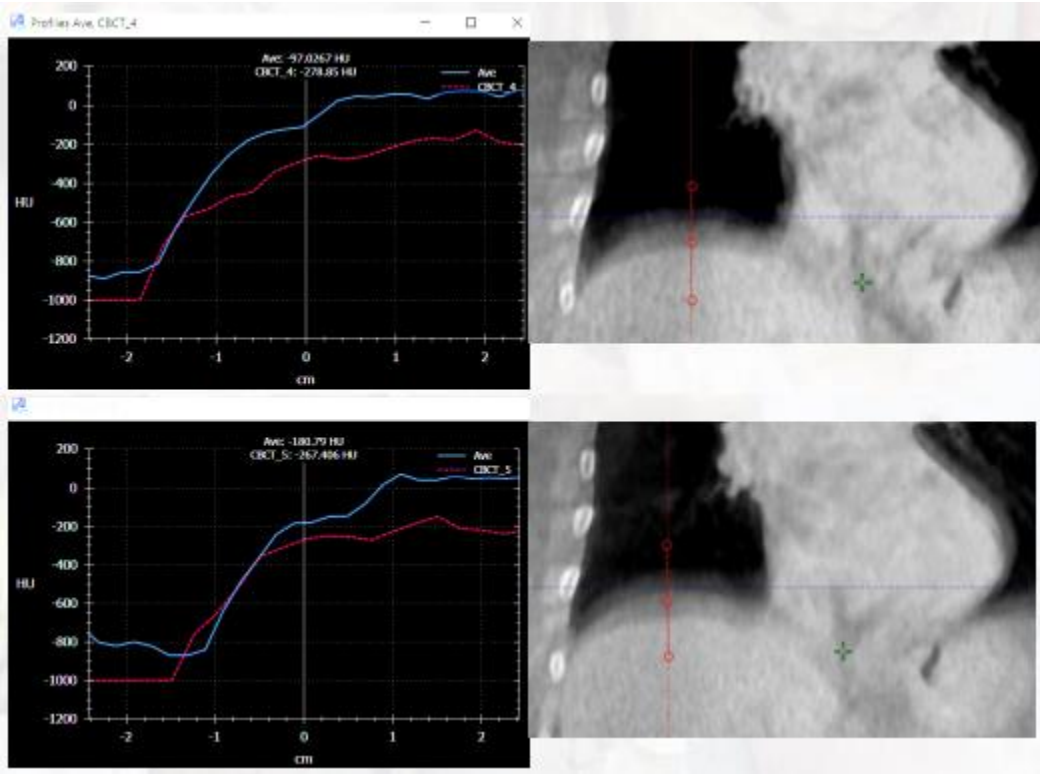 Profiles Ave, CBCT_4
Ave: -97.0267 HU
CBCT_4: -278.85 HU
Ave
CBCT_4
200
0
-200
-400
HU
-600
-800
-1000
-1200
-2
-1
0
1
2
cm
Ave: -180.79 HU
CBCT_5: -267.406 HU
Ave
CBCT_5
200
0
-200
-400
HU
-600
-800
-1000
-1200
-2
-1
0
1
2
cm